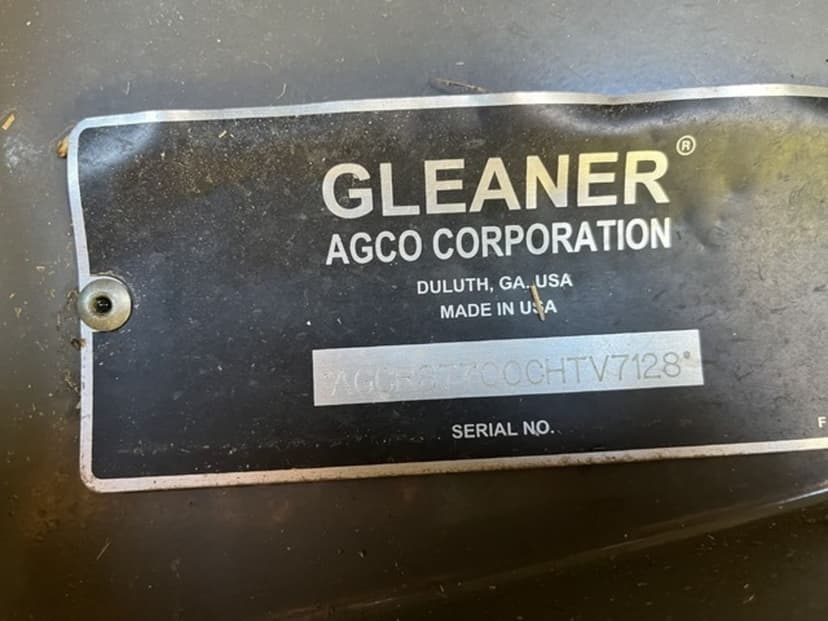 GLEANER®
AGCO CORPORATION
DULUTH, GA. USA
MADE IN USA
SERIAL NO.
F